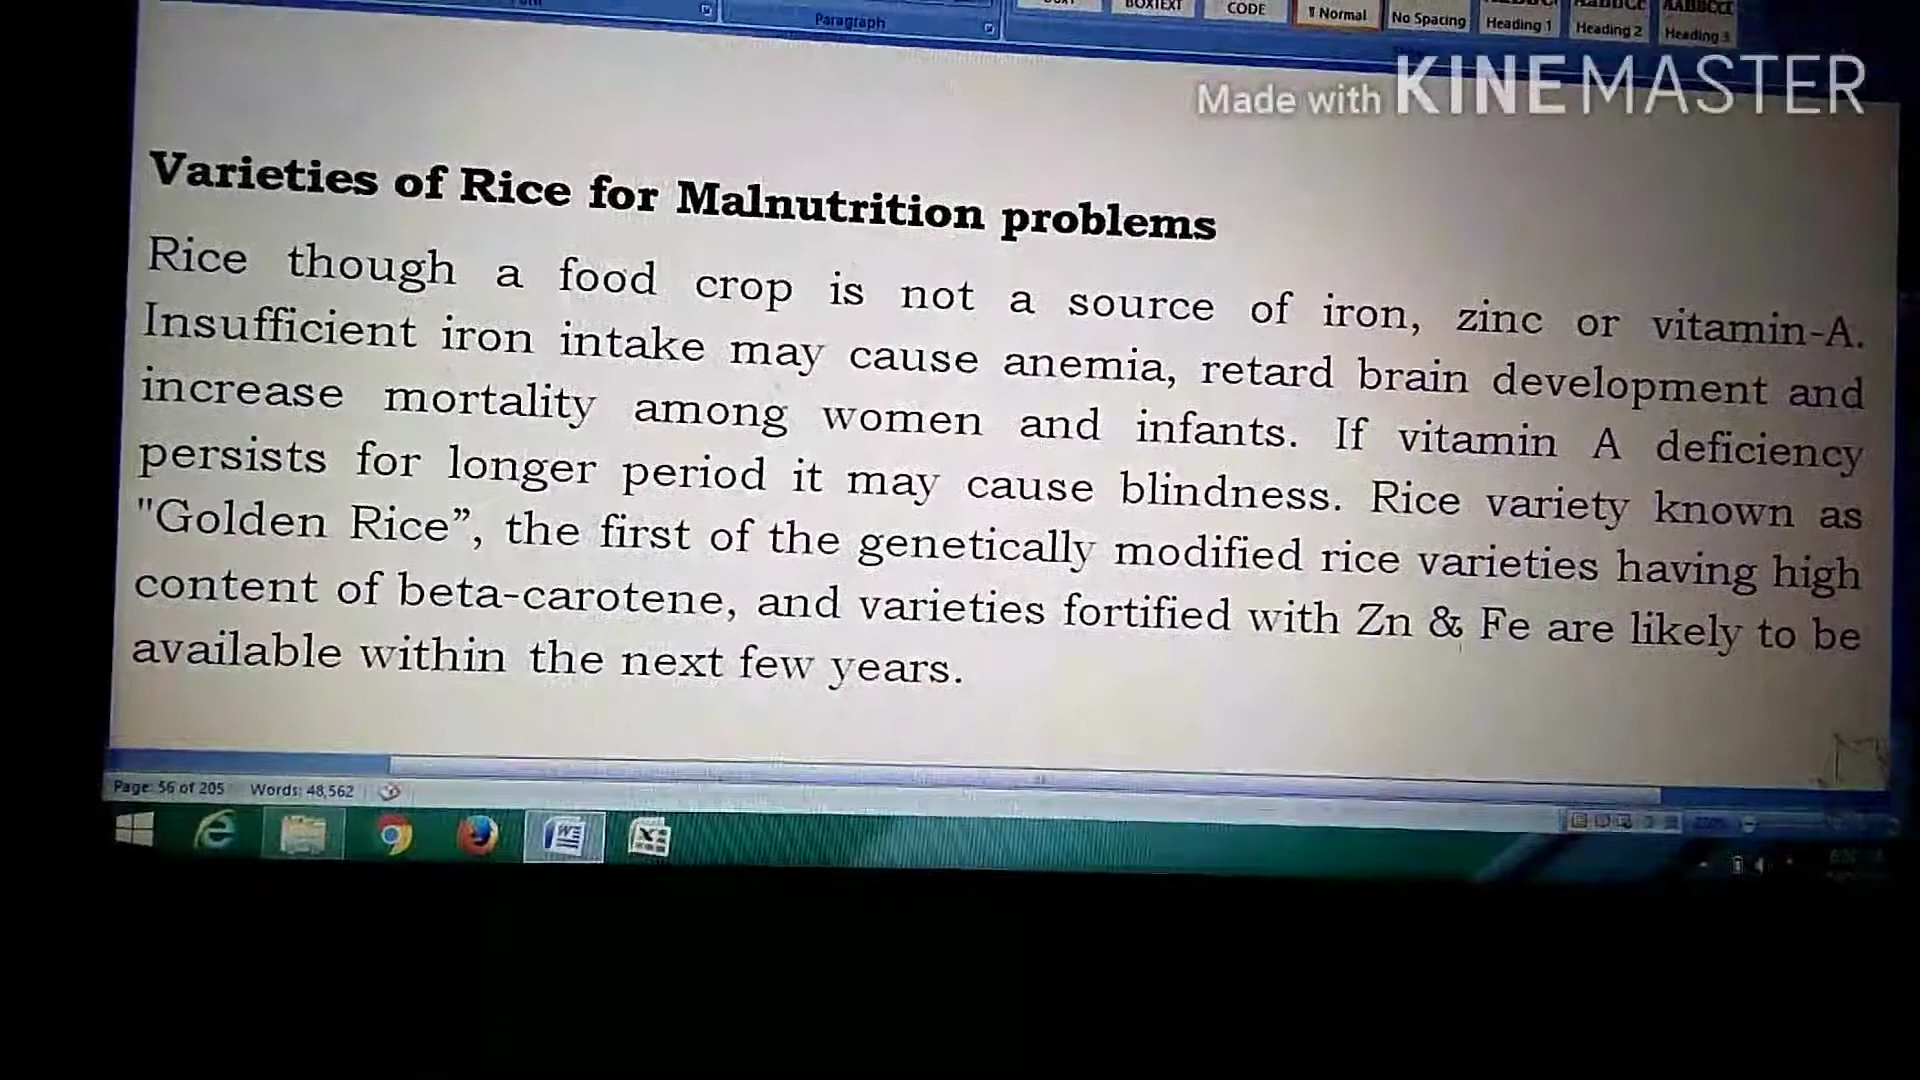 Paragraph
CODE
¶ Normal
No Spacing
Heading 1
Heading 2
Heading 3
Made with KINEMASTER
Varieties of Rice for Malnutrition problems
Rice though a food crop is not a source of iron, zinc or vitamin-A.
Insufficient iron intake may cause anemia, retard brain development and
increase mortality among women and infants. If vitamin A deficiency
persists for longer period it may cause blindness. Rice variety known as
"Golden Rice”, the first of the genetically modified rice varieties having high
content of beta-carotene, and varieties fortified with Zn & Fe are likely to be
available within the next few years.
Page: 56 of 205 Words: 48,562